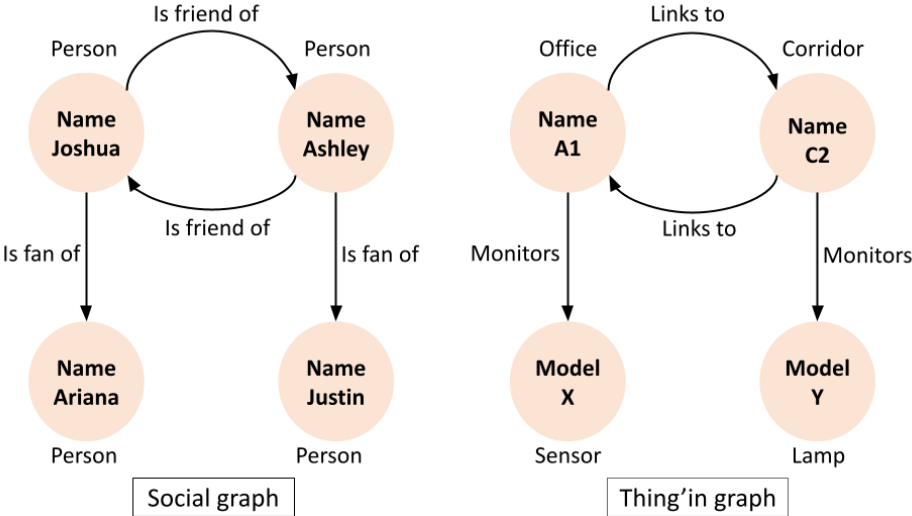 Is friend of
Links to
Person
Person
Office
Corridor
Name
Joshua
Name
Ashley
Name
A1
Name
C2
Is friend of
Links to
Is fan of
Is fan of
Monitors
Monitors
Name
Ariana
Name
Justin
Model
X
Model
Y
Person
Person
Sensor
Lamp
Social graph
Thing’in graph